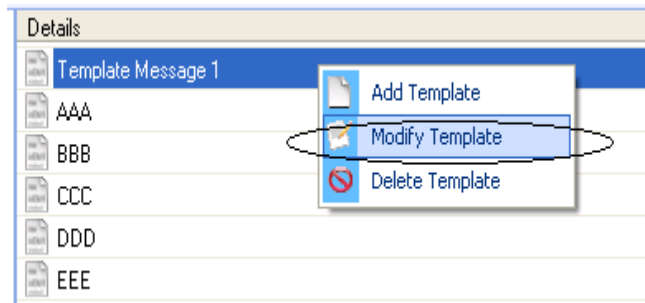 Details
Template Message 1
Add Template
AAA
Modify Template
BBB
Delete Template
CCC
DDD
EEE